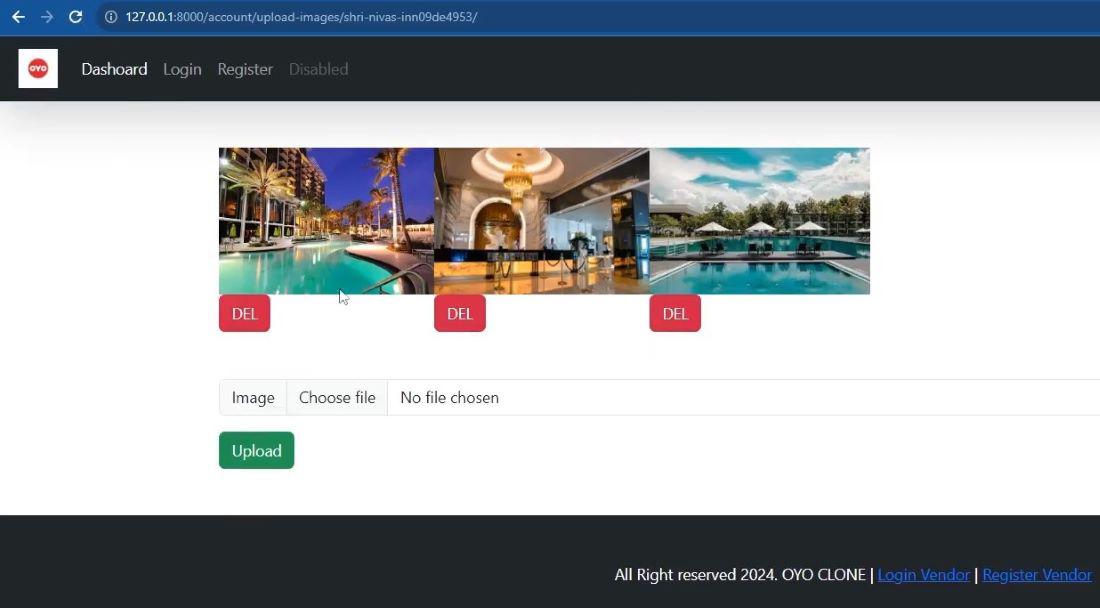 127.0.0.1:8000/account/upload-images/shri-nivas-inn09de4953/
OYO Dashoard Login Register Disabled
DEL DEL DEL
Image Choose file No file chosen
Upload
All Right reserved 2024. OYO CLONE | Login Vendor | Register Vendor